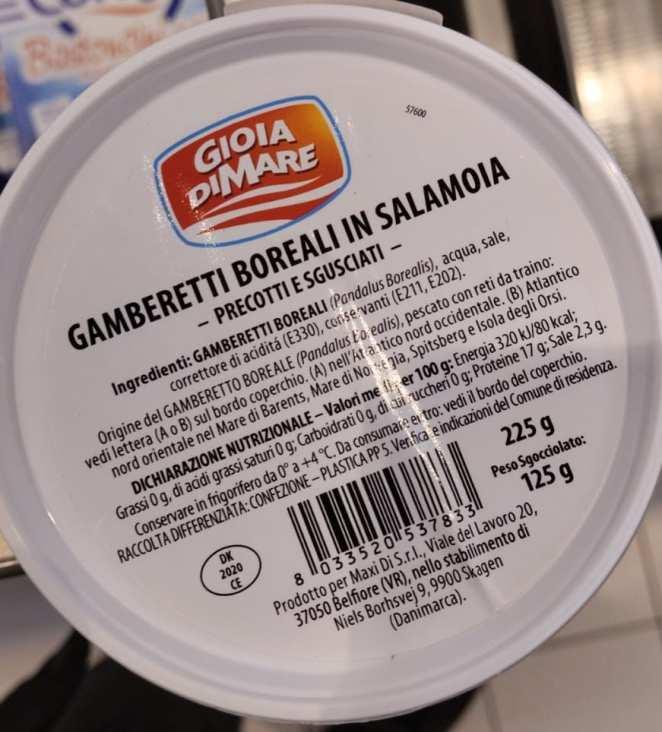 Bastoncini
57600
GIOIA
DI MARE
GAMBERETTI BOREALI IN SALAMOIA
– PRECOTTI E SGUSCIATI –
Ingredienti: GAMBERETTI BOREALI (Pandalus Borealis), acqua, sale,
correttore di aciditá (E330), conservanti (E211, E202).
Origine del GAMBERETTO BOREALE (Pandalus Borealis), pescato con reti da traino:
vedi lettera (A o B) sul bordo coperchio. (A) nell'Atlantico nord occidentale. (B) Atlantico
nord orientale nel Mare di Barents, Mare di Norvegia, Spitsberg e Isola degli Orsi.
DICHIARAZIONE NUTRIZIONALE – Valori medi per 100 g: Energia 320 kJ/80 kcal;
Grassi 0 g, di acidi grassi saturi 0 g; Carboidrati 0 g, di cui zuccheri 0 g; Proteine 17 g; Sale 2,3 g.
Conservare in frigorifero da 0° a +4 °C. Da consumare entro: vedi il bordo del coperchio.
RACCOLTA DIFFERENZIATA: CONFEZIONE – PLASTICA PP 5. Verificare indicazioni del Comune di residenza.
225 g
Peso Sgocciolato:
125 g
8 033520 537833
DK
2020
CE
Prodotto per Maxi Di S.r.l., Viale del Lavoro 20,
37050 Belfiore (VR), nello stabilimento di
Niels Borhsvej 9, 9900 Skagen
(Danimarca).